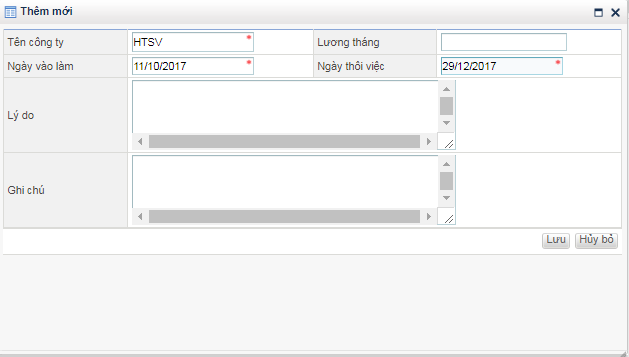 Thêm mới
Tên công ty HTSV * Lương tháng
Ngày vào làm 11/10/2017 * Ngày thôi việc 29/12/2017 *
Lý do
Ghi chú
Lưu Hủy bỏ